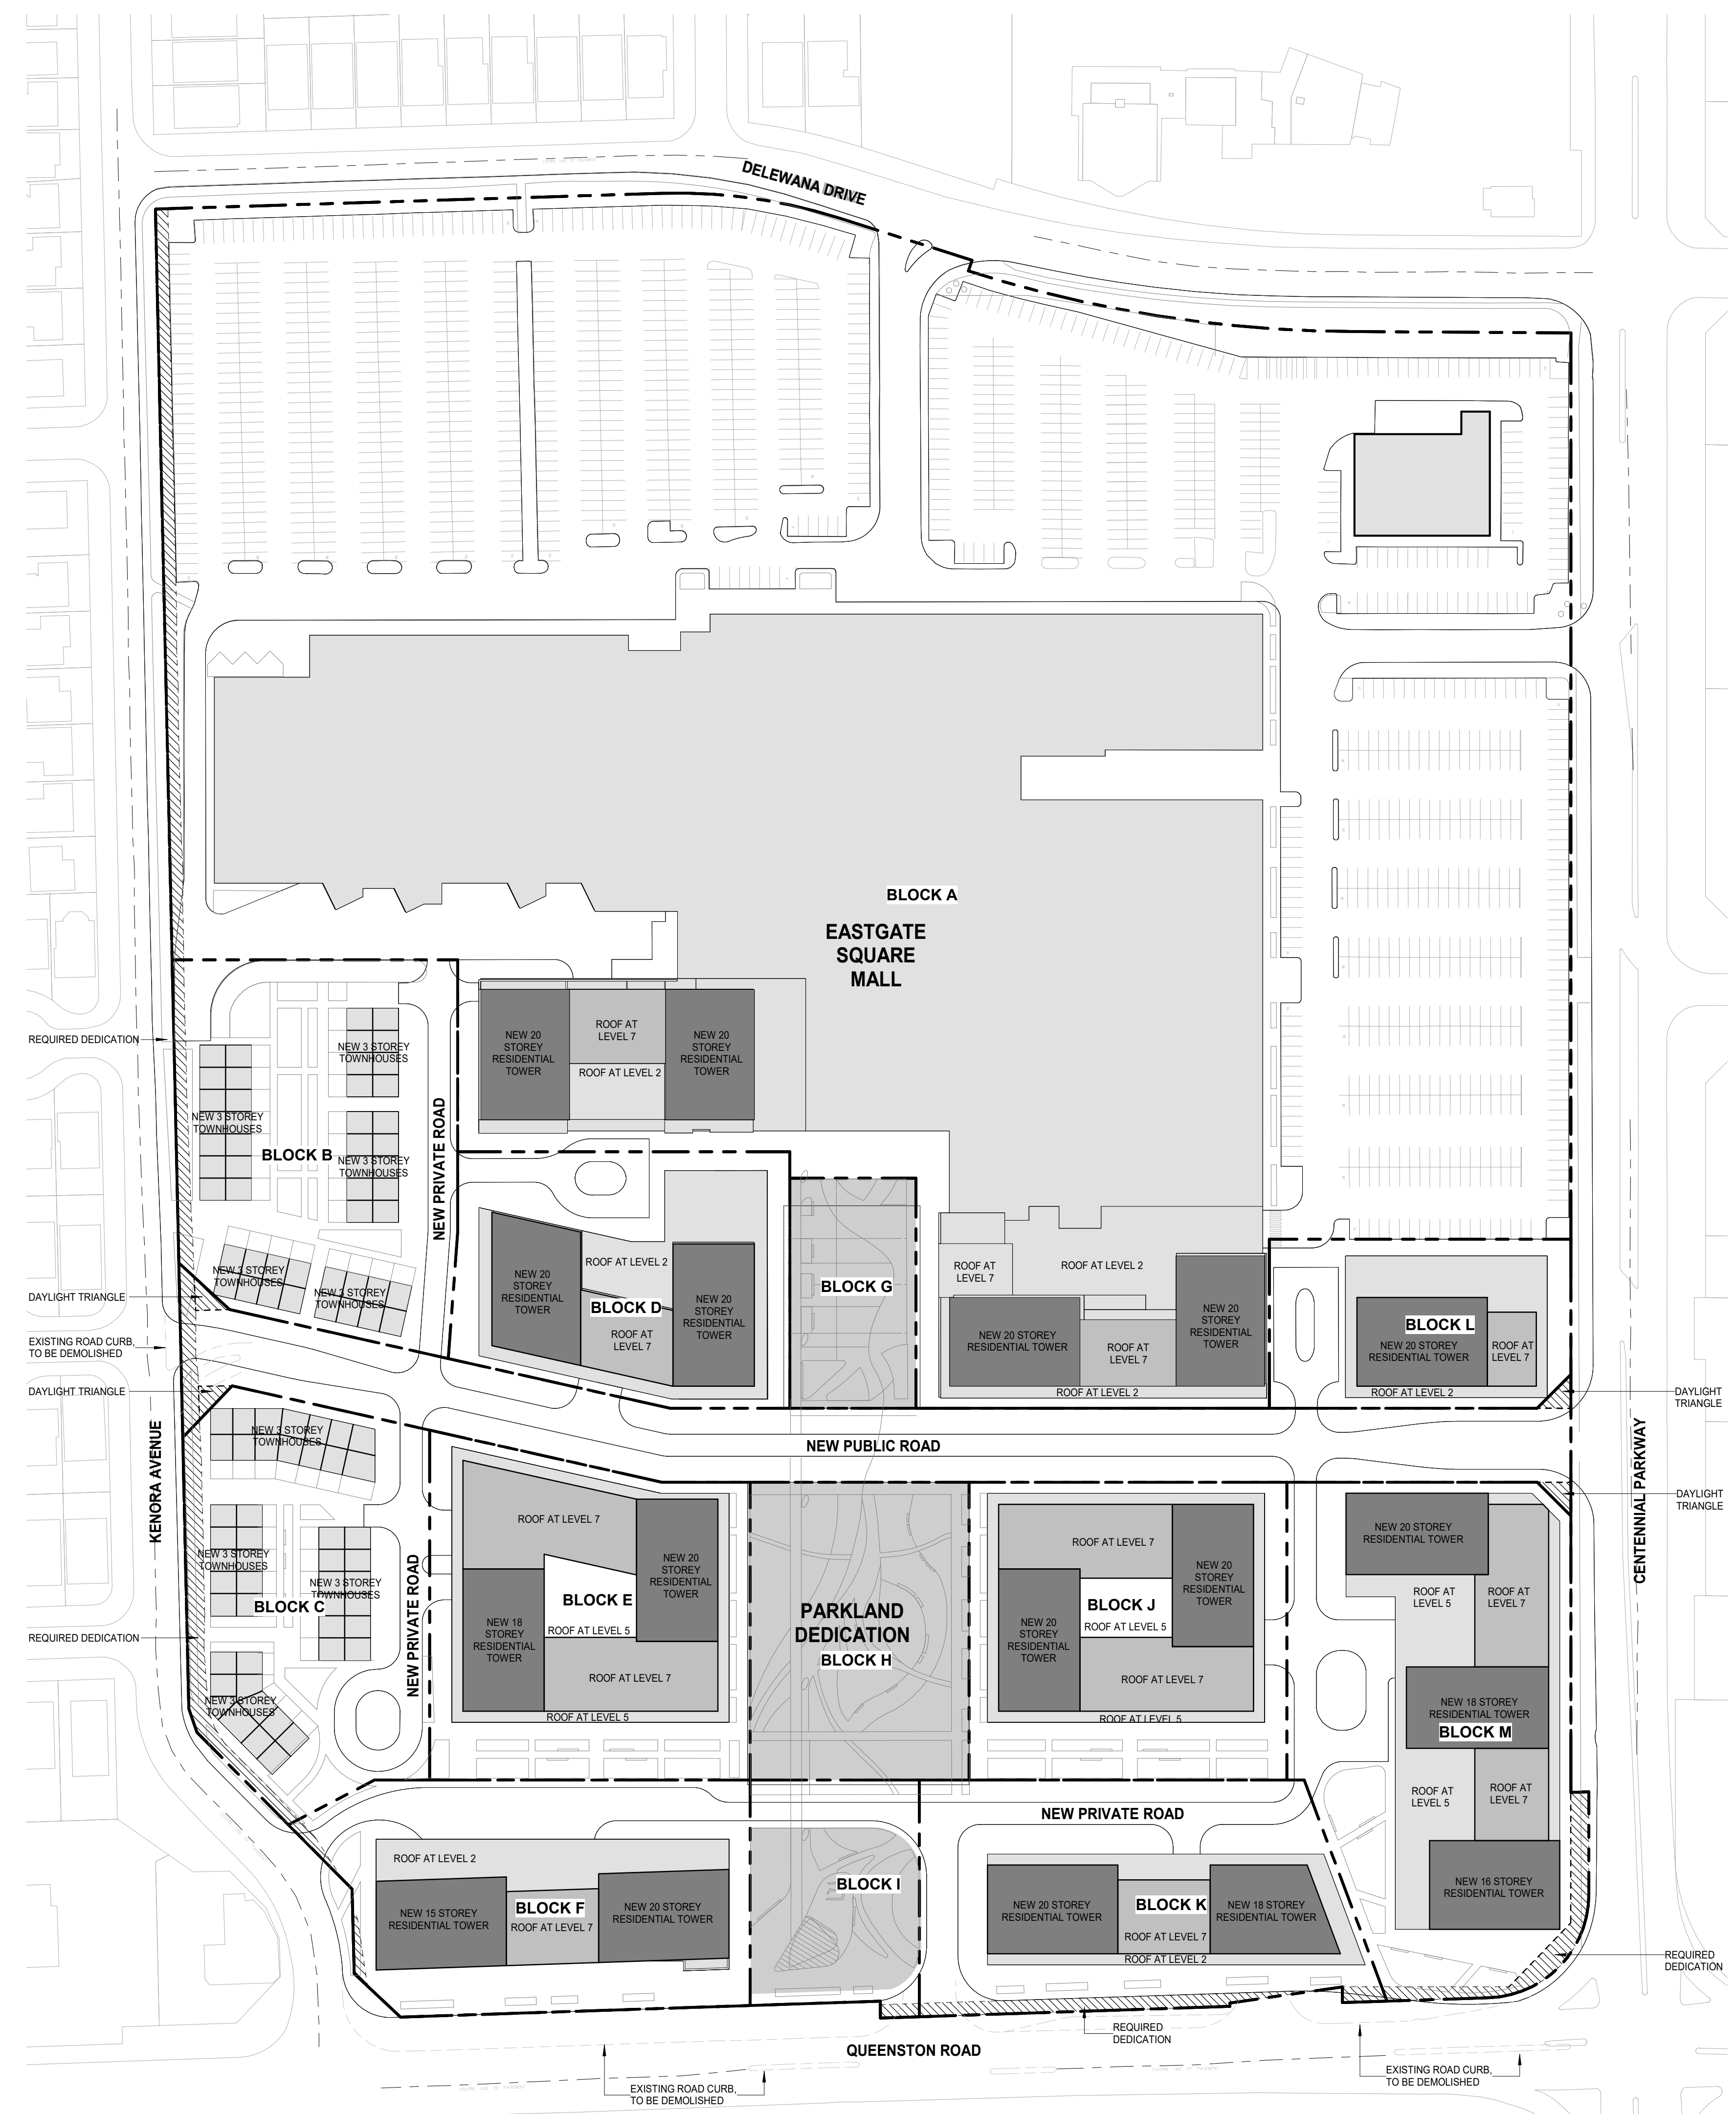 DELEWANA DRIVE
BLOCK A
EASTGATE
SQUARE
MALL
REQUIRED DEDICATION
NEW 3 STOREY
TOWNHOUSES
NEW 3 STOREY
TOWNHOUSES
BLOCK B
NEW 3 STOREY
TOWNHOUSES
NEW 3 STOREY
TOWNHOUSES
NEW 3 STOREY
TOWNHOUSES
NEW PRIVATE ROAD
NEW 20
STOREY
RESIDENTIAL
TOWER
ROOF AT
LEVEL 7
ROOF AT LEVEL 2
NEW 20
STOREY
RESIDENTIAL
TOWER
DAYLIGHT TRIANGLE
EXISTING ROAD CURB,
TO BE DEMOLISHED
DAYLIGHT TRIANGLE
NEW 20
STOREY
RESIDENTIAL
TOWER
ROOF AT LEVEL 2
BLOCK D
ROOF AT
LEVEL 7
NEW 20
STOREY
RESIDENTIAL
TOWER
BLOCK G
ROOF AT
LEVEL 7
ROOF AT LEVEL 2
NEW 20 STOREY
RESIDENTIAL TOWER
ROOF AT
LEVEL 7
NEW 20
STOREY
RESIDENTIAL
TOWER
ROOF AT LEVEL 2
BLOCK L
NEW 20 STOREY
RESIDENTIAL TOWER
ROOF AT
LEVEL 7
ROOF AT LEVEL 2
DAYLIGHT
TRIANGLE
NEW PUBLIC ROAD
KENORA AVENUE
CENTENNIAL PARKWAY
DAYLIGHT
TRIANGLE
NEW 3 STOREY
TOWNHOUSES
NEW 3 STOREY
TOWNHOUSES
NEW 3 STOREY
TOWNHOUSES
BLOCK C
REQUIRED DEDICATION
NEW 3 STOREY
TOWNHOUSES
NEW PRIVATE ROAD
ROOF AT LEVEL 7
NEW 20
STOREY
RESIDENTIAL
TOWER
BLOCK E
NEW 18
STOREY
RESIDENTIAL
TOWER
ROOF AT LEVEL 5
ROOF AT LEVEL 7
ROOF AT LEVEL 5
PARKLAND
DEDICATION
BLOCK H
ROOF AT LEVEL 7
NEW 20
STOREY
RESIDENTIAL
TOWER
BLOCK J
NEW 20
STOREY
RESIDENTIAL
TOWER
ROOF AT LEVEL 5
ROOF AT LEVEL 7
ROOF AT LEVEL 5
NEW 20 STOREY
RESIDENTIAL TOWER
ROOF AT
LEVEL 5
ROOF AT
LEVEL 7
NEW 18 STOREY
RESIDENTIAL TOWER
BLOCK M
ROOF AT
LEVEL 5
ROOF AT
LEVEL 7
NEW 16 STOREY
RESIDENTIAL TOWER
NEW PRIVATE ROAD
ROOF AT LEVEL 2
NEW 15 STOREY
RESIDENTIAL TOWER
BLOCK F
ROOF AT LEVEL 7
NEW 20 STOREY
RESIDENTIAL TOWER
BLOCK I
NEW 20 STOREY
RESIDENTIAL TOWER
BLOCK K
ROOF AT LEVEL 7
NEW 18 STOREY
RESIDENTIAL TOWER
ROOF AT LEVEL 2
REQUIRED
DEDICATION
REQUIRED
DEDICATION
QUEENSTON ROAD
EXISTING ROAD CURB,
TO BE DEMOLISHED
EXISTING ROAD CURB,
TO BE DEMOLISHED